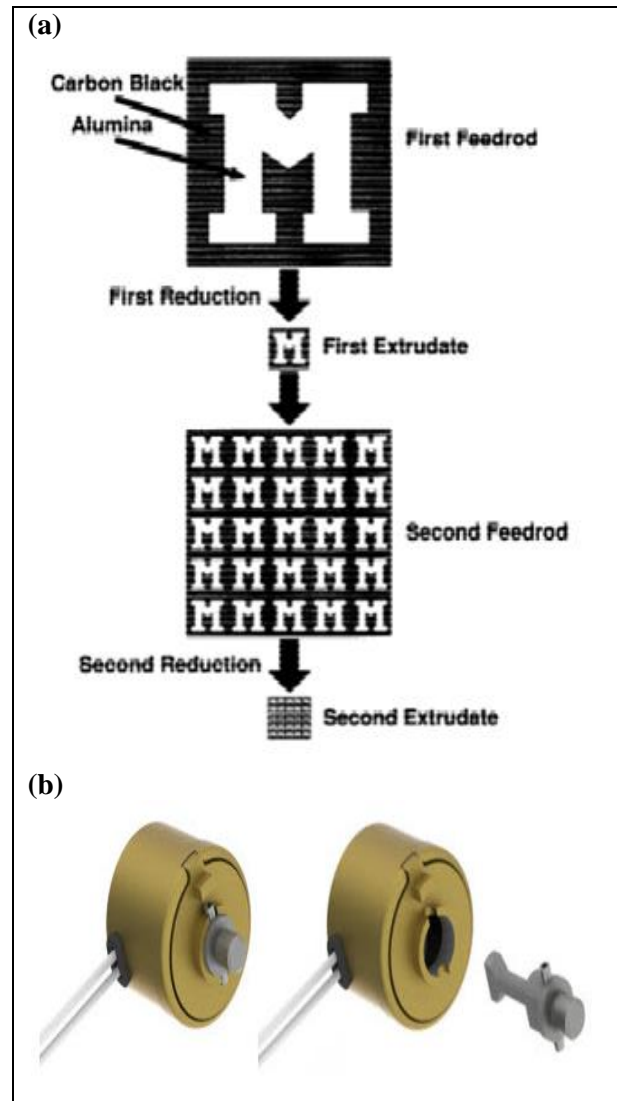 (a)
Carbon Black
Alumina
M
First Feedrod
First Reduction
M
First Extrudate
M M M M M
M M M M M
M M M M M
M M M M M
M M M M M
Second Feedrod
Second Reduction
Second Extrudate
(b)